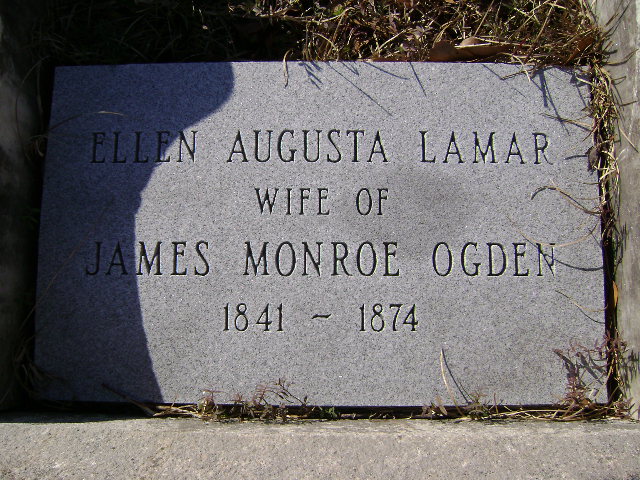 ELLEN AUGUSTA LAMAR
WIFE OF
JAMES MONROE OGDEN
1841 ~ 1874